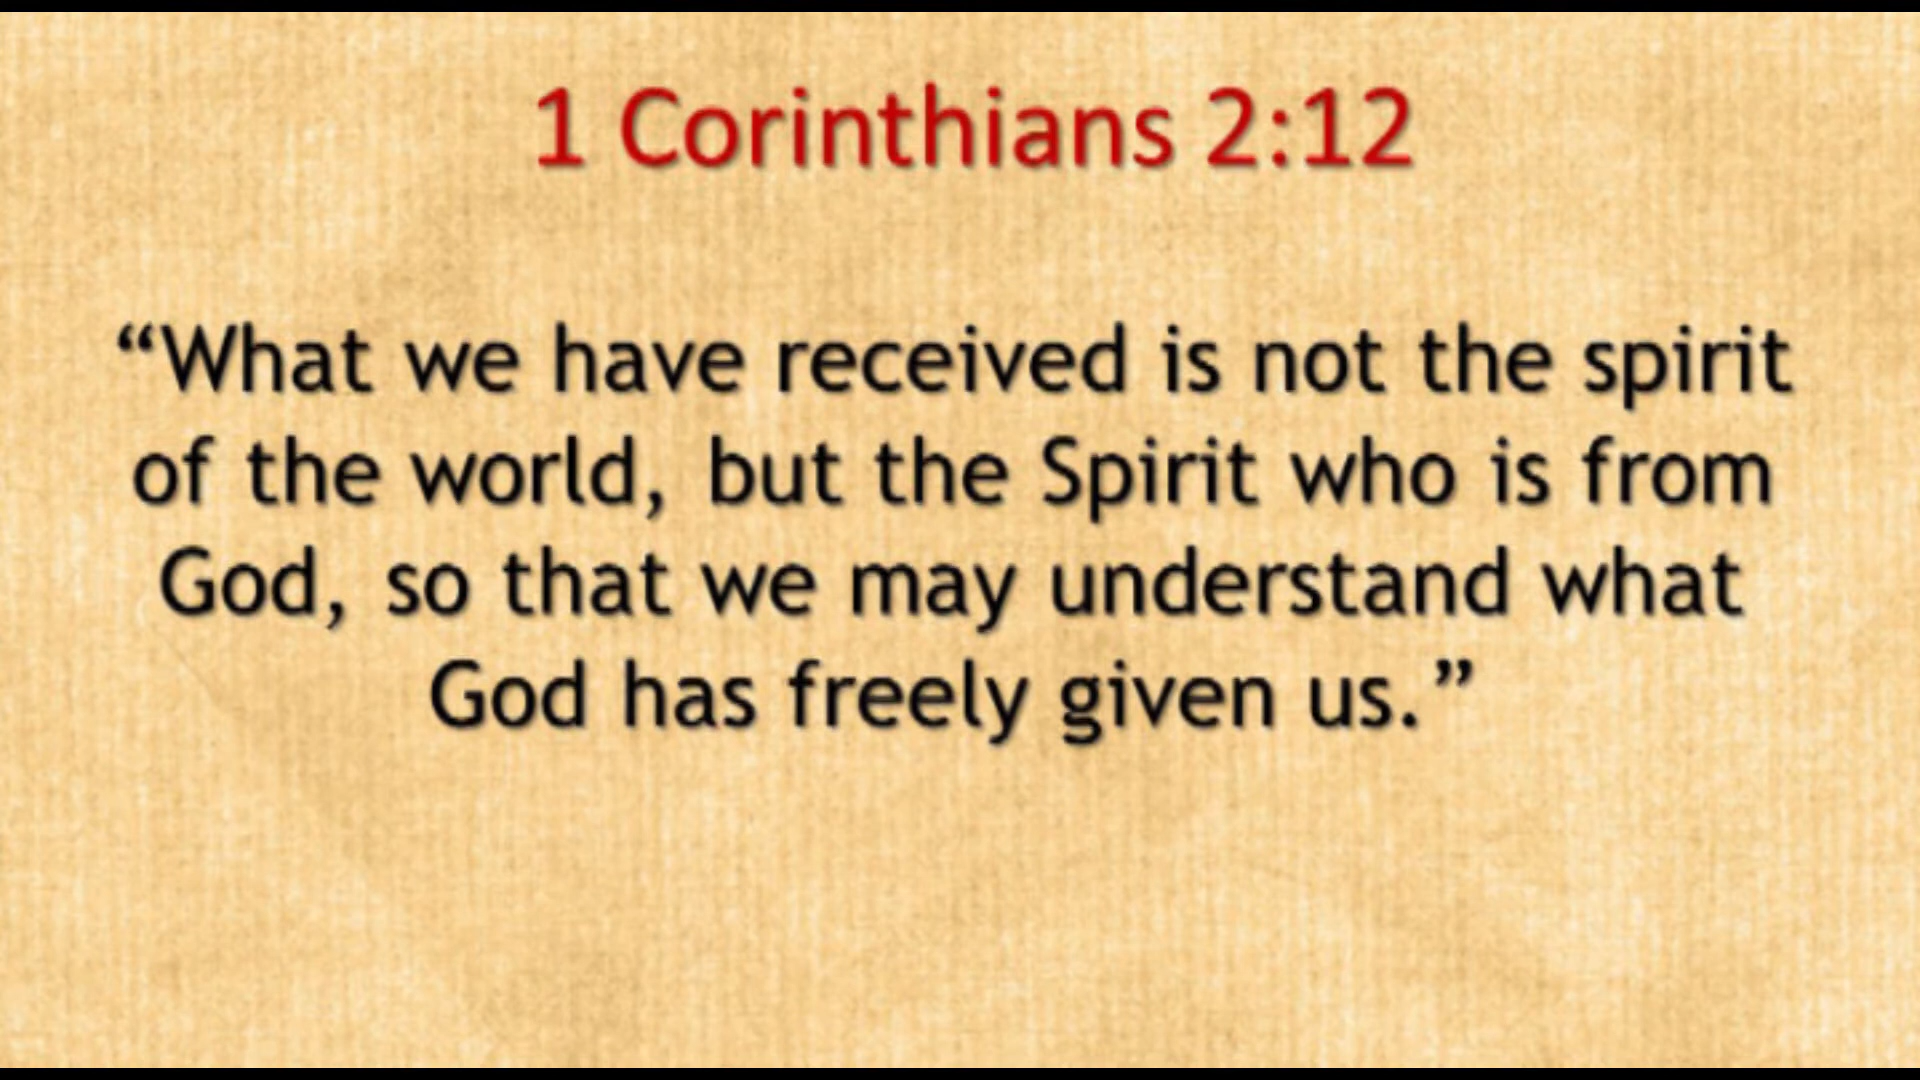 1 Corinthians 2:12
“What we have received is not the spirit
of the world, but the Spirit who is from
God, so that we may understand what
God has freely given us.”